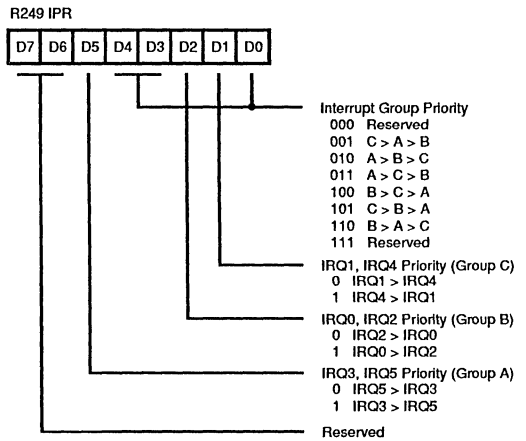 R249 IPR
D7 D6 D5 D4 D3 D2 D1 D0
Interrupt Group Priority
000 Reserved
001 C > A > B
010 A > B > C
011 A > C > B
100 B > C > A
101 C > B > A
110 B > A > C
111 Reserved
IRQ1, IRQ4 Priority (Group C)
0 IRQ1 > IRQ4
1 IRQ4 > IRQ1
IRQ0, IRQ2 Priority (Group B)
0 IRQ2 > IRQ0
1 IRQ0 > IRQ2
IRQ3, IRQ5 Priority (Group A)
0 IRQ5 > IRQ3
1 IRQ3 > IRQ5
Reserved